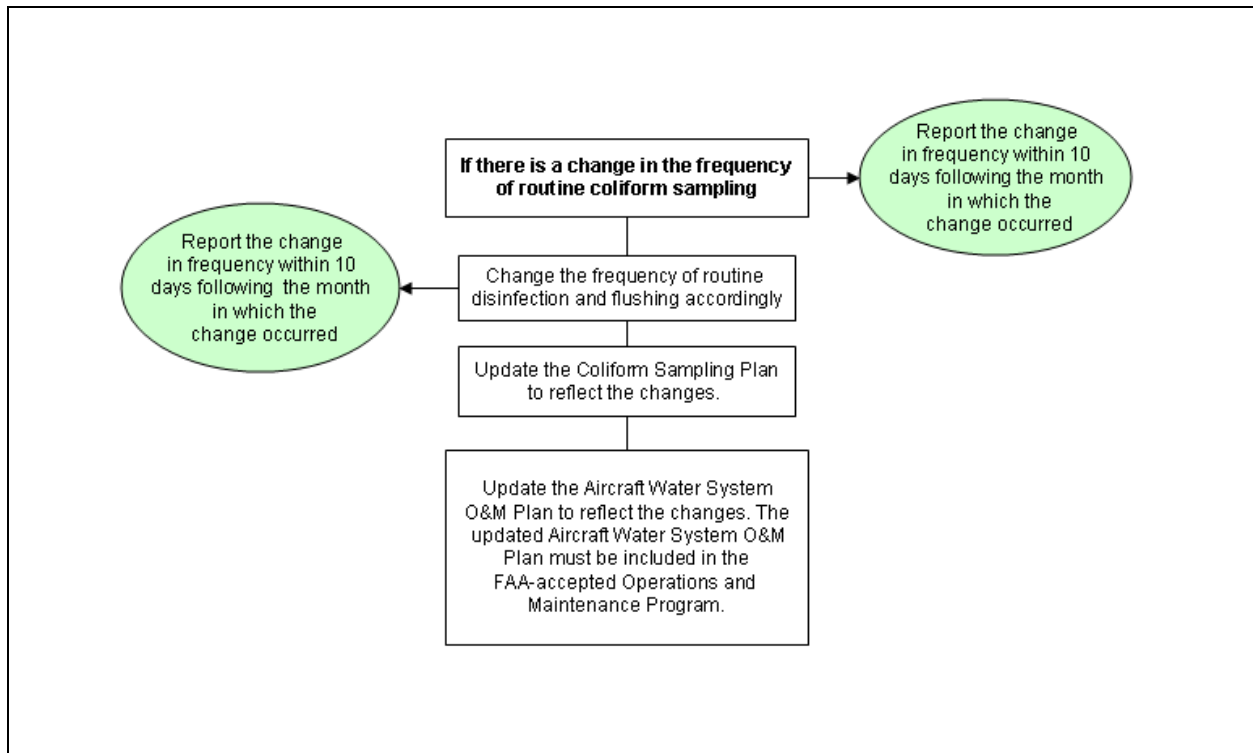 If there is a change in the frequency
of routine coliform sampling
Report the change
in frequency within 10
days following the month
in which the
change occurred
Change the frequency of routine
disinfection and flushing accordingly
Report the change
in frequency within 10
days following the month
in which the
change occurred
Update the Coliform Sampling Plan
to reflect the changes.
Update the Aircraft Water System
O&M Plan to reflect the changes. The
updated Aircraft Water System O&M
Plan must be included in the
FAA-accepted Operations and
Maintenance Program.